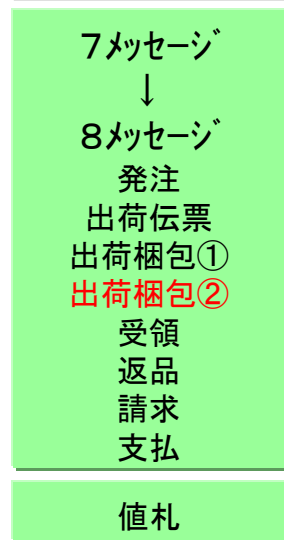 7ﾒｯｾｰｼﾞ
↓
8ﾒｯｾｰｼﾞ
発注
出荷伝票
出荷梱包①
出荷梱包②
受領
返品
請求
支払
値札